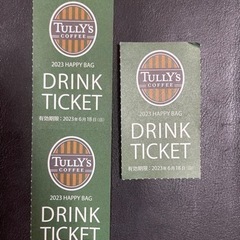 TULLY'S
COFFEE
2023 HAPPY BAG
DRINK
TICKET
有効期限：2023年6月18日(日)
TULLY'S
COFFEE
2023 HAPPY BAG
DRINK
TICKET
TULLY'S
COFFEE
2023 HAPPY BAG
DRINK
TICKET
有効期限：2023年6月18日(日)